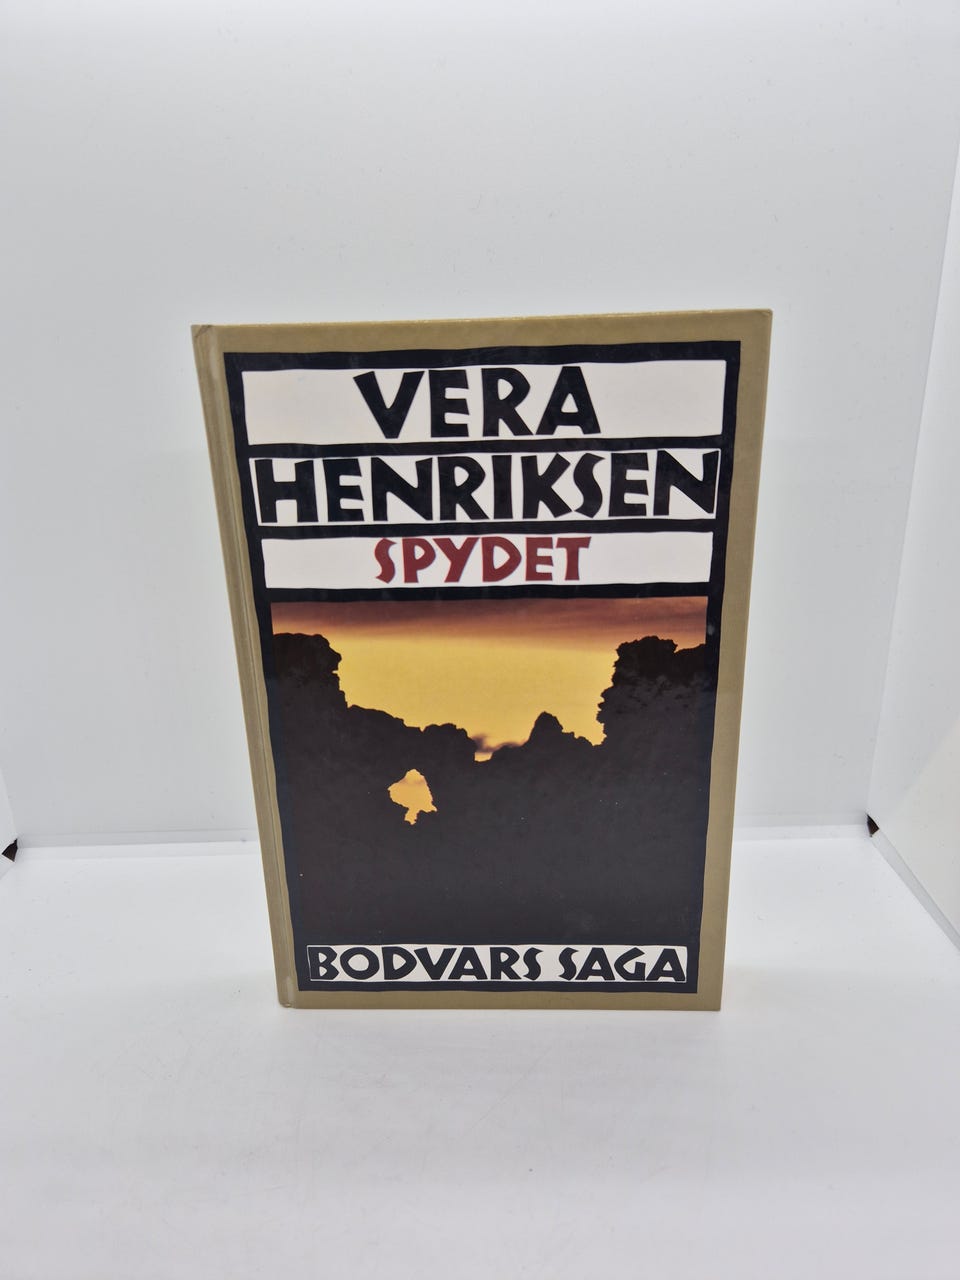 VERA
HENRIKSEN
SPYDET
BODVARS SAGA